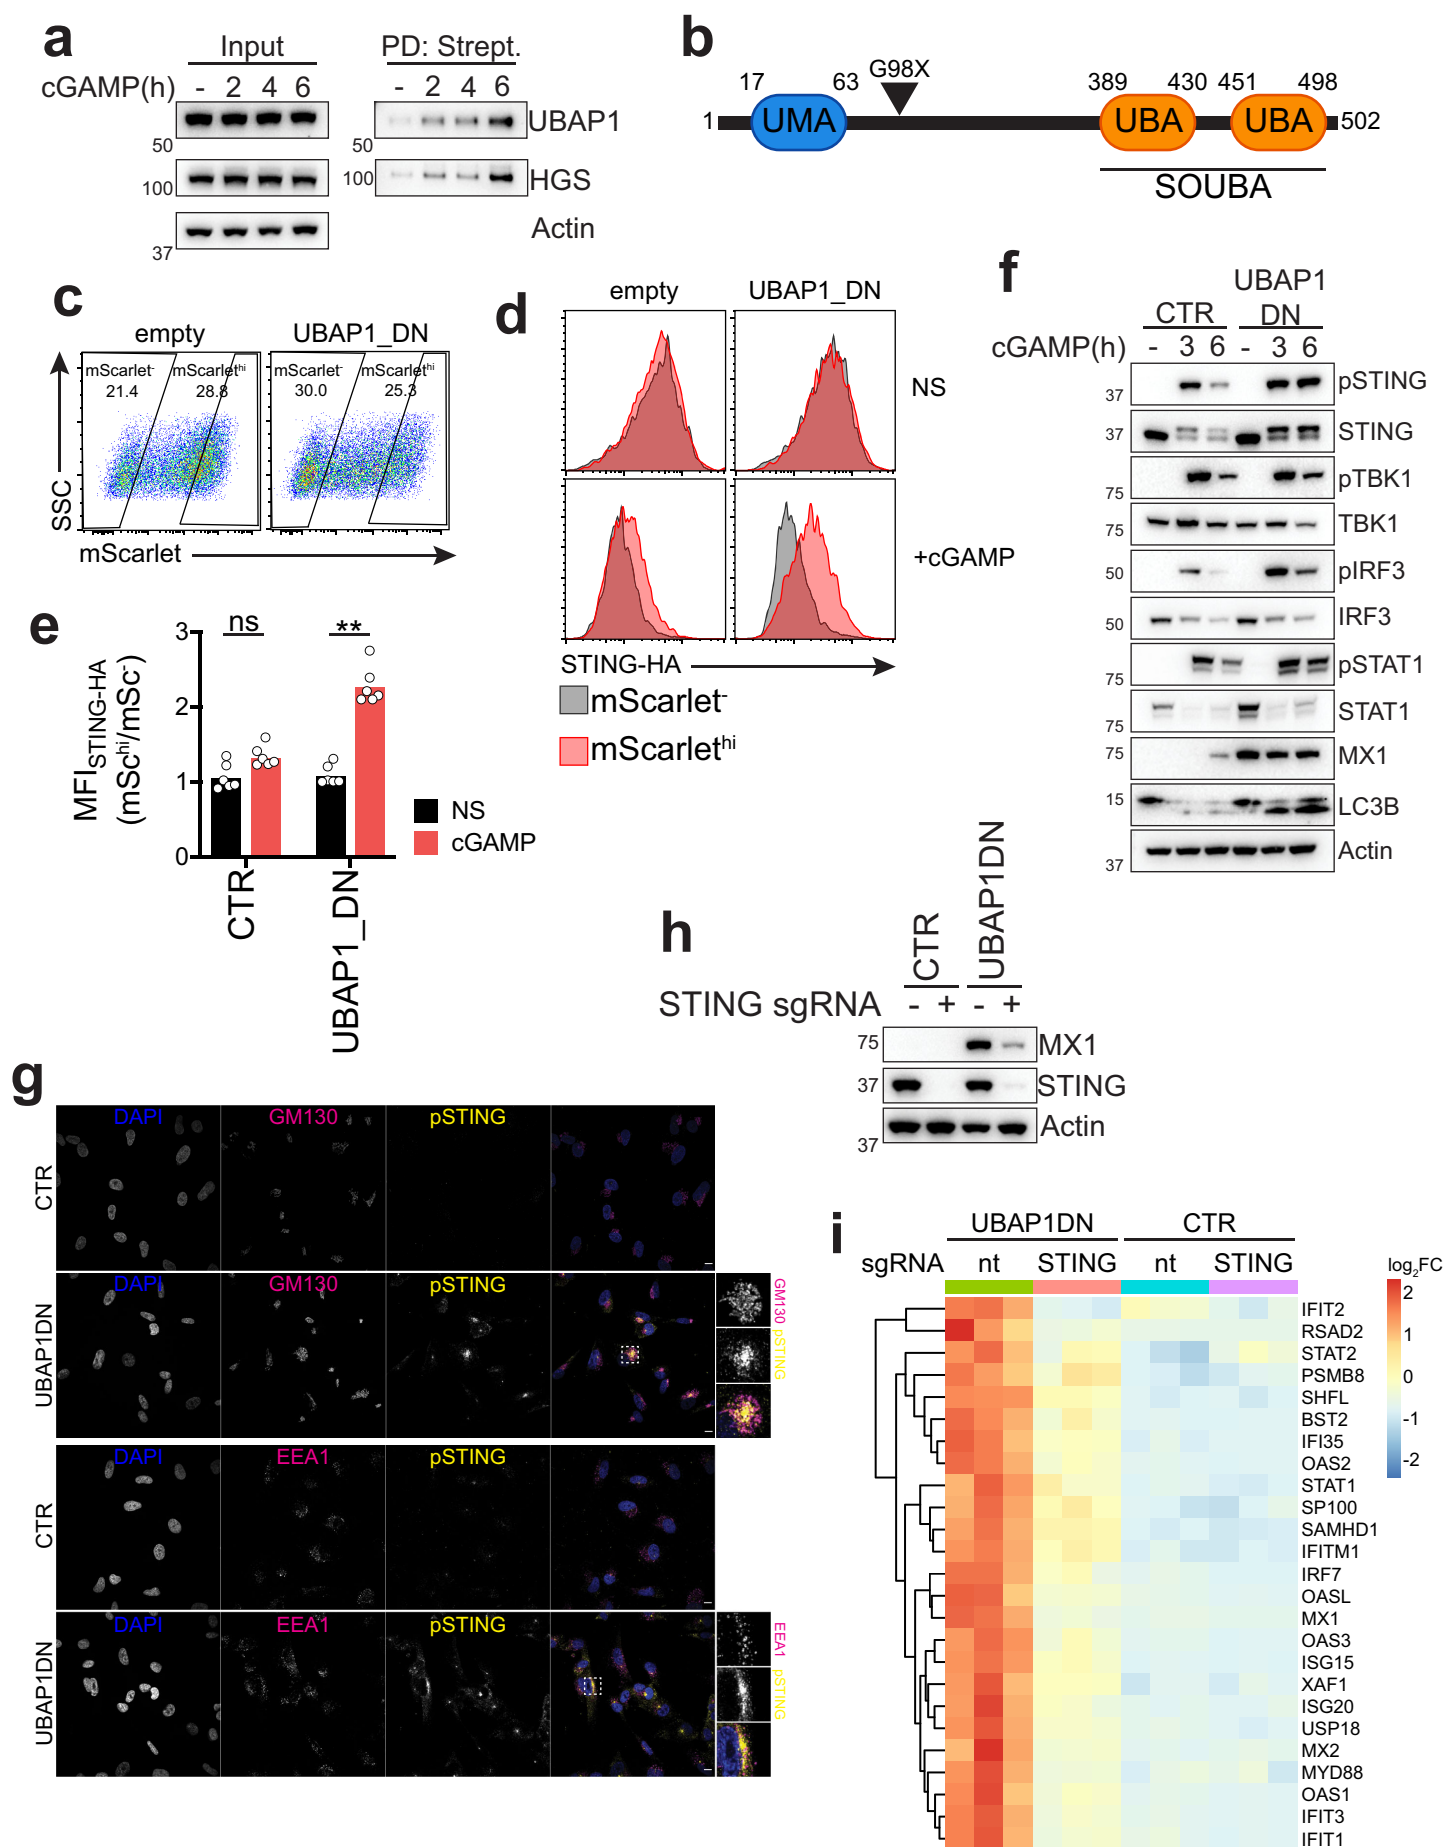 a
Input
PD: Strept.
cGAMP(h)
- 2 4 6
- 2 4 6
UBAP1
50
50
HGS
100
100
Actin
37
b
17
63
G98X
389
430
451
498
1
UMA
UBA
UBA
502
SOUBA
c
empty
UBAP1_DN
mScarlet-
21.4
mScarlethi
28.8
mScarlet-
30.0
mScarlethi
25.3
SSC
mScarlet
d
empty
UBAP1_DN
NS
+cGAMP
STING-HA
mScarlet-
mScarlethi
e
MFI STING-HA
(mSchi/mSc-)
3
2
1
0
ns
**
NS
cGAMP
CTR
UBAP1_DN
f
UBAP1
CTR
DN
cGAMP(h)
- 3 6 - 3 6
37
pSTING
37
STING
75
pTBK1
75
TBK1
50
pIRF3
50
IRF3
75
pSTAT1
75
STAT1
75
MX1
15
LC3B
37
Actin
g
DAPI
GM130
pSTING
CTR
DAPI
GM130
pSTING
UBAP1DN
GM130
pSTING
DAPI
EEA1
pSTING
CTR
DAPI
EEA1
pSTING
UBAP1DN
EEA1
pSTING
h
CTR
UBAP1DN
STING sgRNA
- + - +
75
MX1
37
STING
Actin
37
i
UBAP1DN
CTR
sgRNA
nt
STING
nt
STING
log2FC
2
1
0
-1
-2
IFIT2
RSAD2
STAT2
PSMB8
SHFL
BST2
IFI35
OAS2
STAT1
SP100
SAMHD1
IFITM1
IRF7
OASL
MX1
OAS3
ISG15
XAF1
ISG20
USP18
MX2
MYD88
OAS1
IFIT3
IFIT1